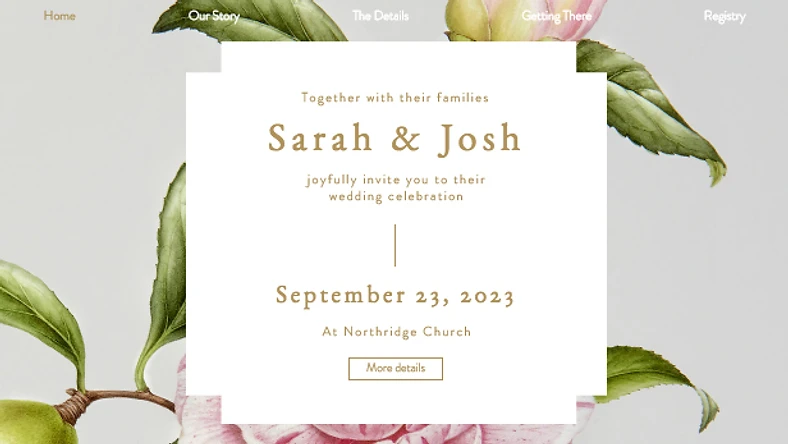 Home Our Story The Details Getting There Registry
Together with their families
Sarah & Josh
joyfully invite you to their
wedding celebration
September 23, 2023
At Northridge Church
More details